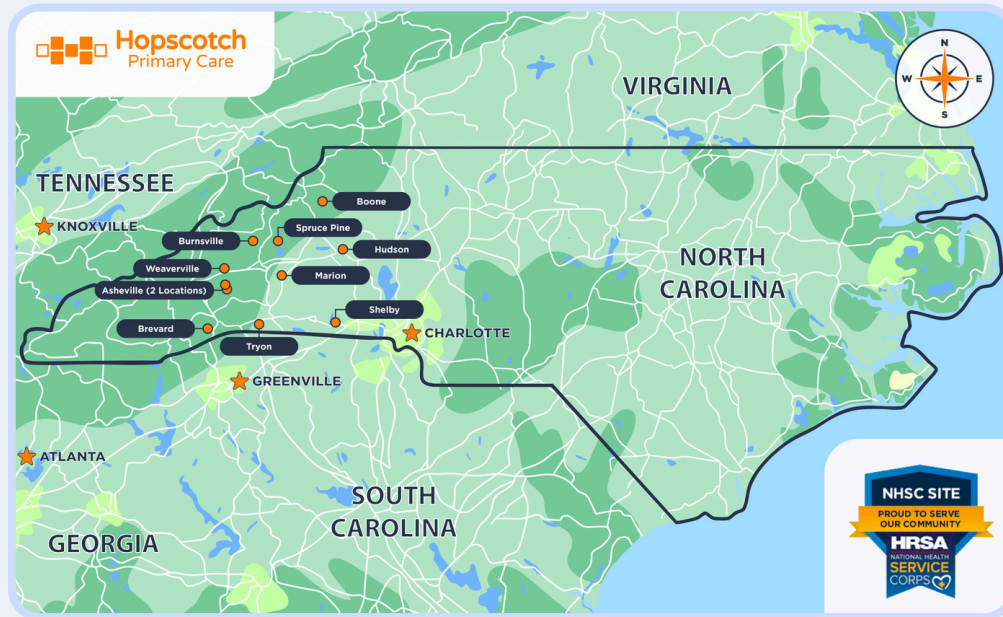 Hopscotch
Primary Care
N
W
E
S
VIRGINIA
TENNESSEE
KNOXVILLE
Boone
Spruce Pine
Burnsville
Hudson
Weaverville
Marion
Asheville (2 Locations)
NORTH
CAROLINA
Shelby
Brevard
Tryon
CHARLOTTE
GREENVILLE
ATLANTA
SOUTH
CAROLINA
GEORGIA
NHSC SITE
PROUD TO SERVE
OUR COMMUNITY
HRSA
NATIONAL HEALTH
SERVICE
CORPS